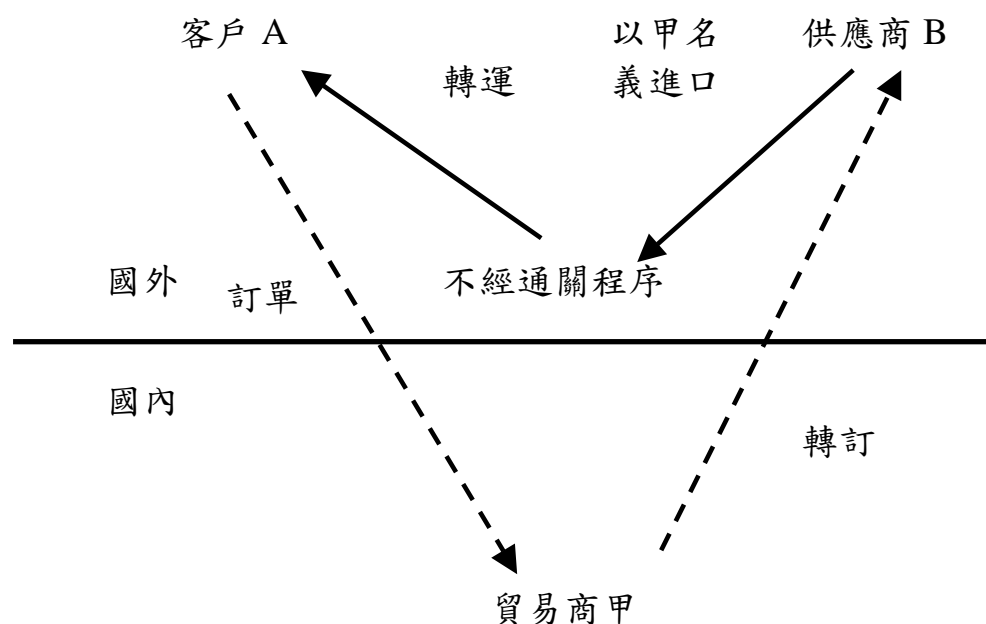 客戶 A
以甲名
義進口
供應商 B
轉運
國外
訂單
不經通關程序
國內
轉訂
貿易商甲